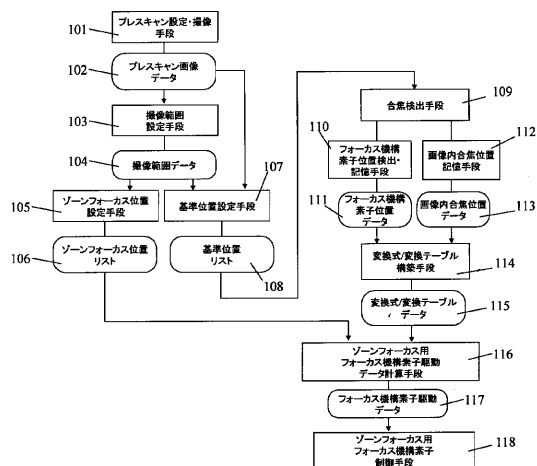 101
プレスキャン設定・撮像
手段
102
プレスキャン画像
データ
103
撮像範囲
設定手段
104
撮像範囲データ
105
ゾーンフォーカス位置
設定手段
107
基準位置設定手段
106
ゾーンフォーカス位置
リスト
基準位置
リスト
108
合焦検出手段
109
110
フォーカス機構
素子位置検出・
記憶手段
画像内合焦位置
記憶手段
112
111
フォーカス機構
素子位置
データ
画像内合焦位置
データ
113
変換式/変換テーブル
構築手段
114
変換式/変換テーブル
データ
115
ゾーンフォーカス用
フォーカス機構素子駆動
データ計算手段
116
フォーカス機構素子駆動
データ
117
ゾーンフォーカス用
フォーカス機構素子
制御手段
118